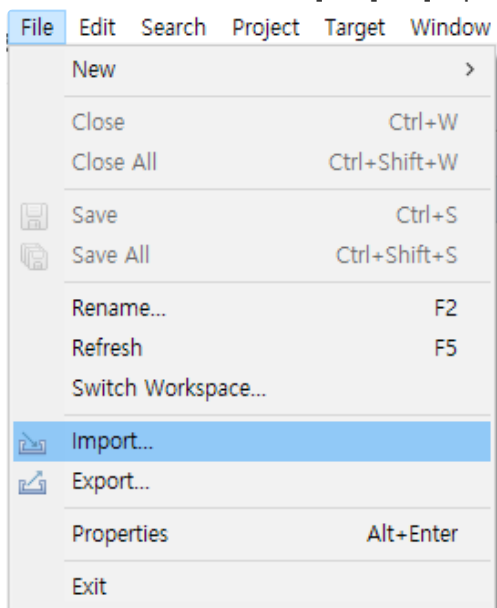 File Edit Search Project Target Window
New >
Close Ctrl+W
Close All Ctrl+Shift+W
Save Ctrl+S
Save All Ctrl+Shift+S
Rename... F2
Refresh F5
Switch Workspace...
Import...
Export...
Properties Alt+Enter
Exit